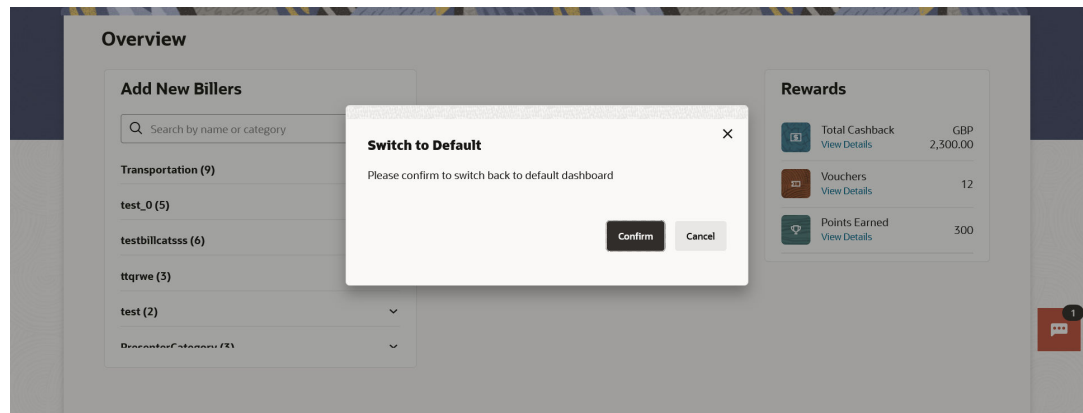 Overview
Add New Billers
Search by name or category
Transportation (9)
test_0 (5)
testbillcatsss (6)
ttqrwe (3)
test (2)
PresenterCategory (3)
Switch to Default
Please confirm to switch back to default dashboard
Confirm Cancel
Rewards
Total Cashback GBP
View Details 2,300.00
Vouchers 12
View Details
Points Earned 300
View Details
1